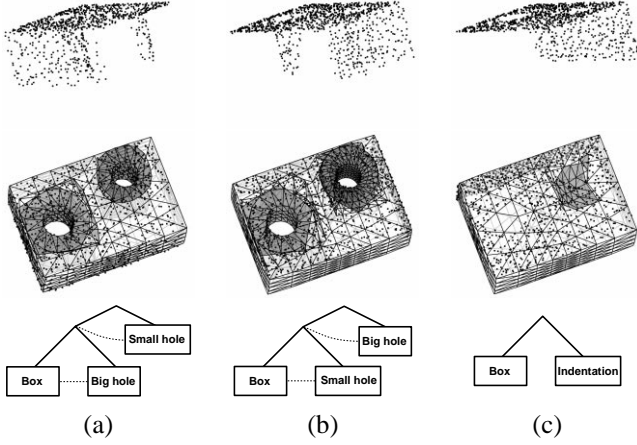 Small hole
Box
Big hole
Big hole
Box
Small hole
Box
Indentation
(a)
(b)
(c)